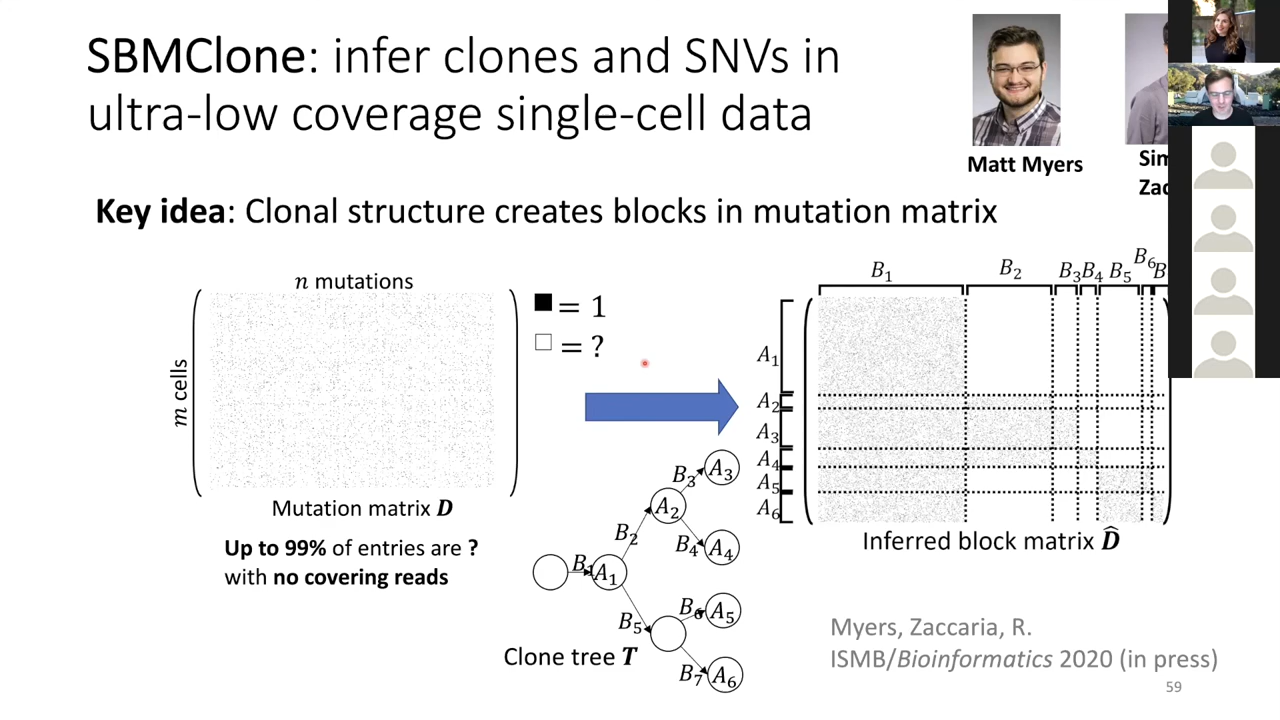 SBMClone: infer clones and SNVs in
ultra-low coverage single-cell data
Matt Myers
Sim
Zac
Key idea: Clonal structure creates blocks in mutation matrix
n mutations
m cells
■ = 1
□ = ?
Mutation matrix D
Up to 99% of entries are ?
with no covering reads
B₁ B₂ B₃ B₄ B₅ B₆ B
A₁
A₂
A₃
A₄
A₅
A₆
Inferred block matrix D̂
B₃ A₃
A₂
B₂ B₄ A₄
B₁ A₁
B₆ A₅
B₅
B₇ A₆
Clone tree T
Myers, Zaccaria, R.
ISMB/Bioinformatics 2020 (in press)
59